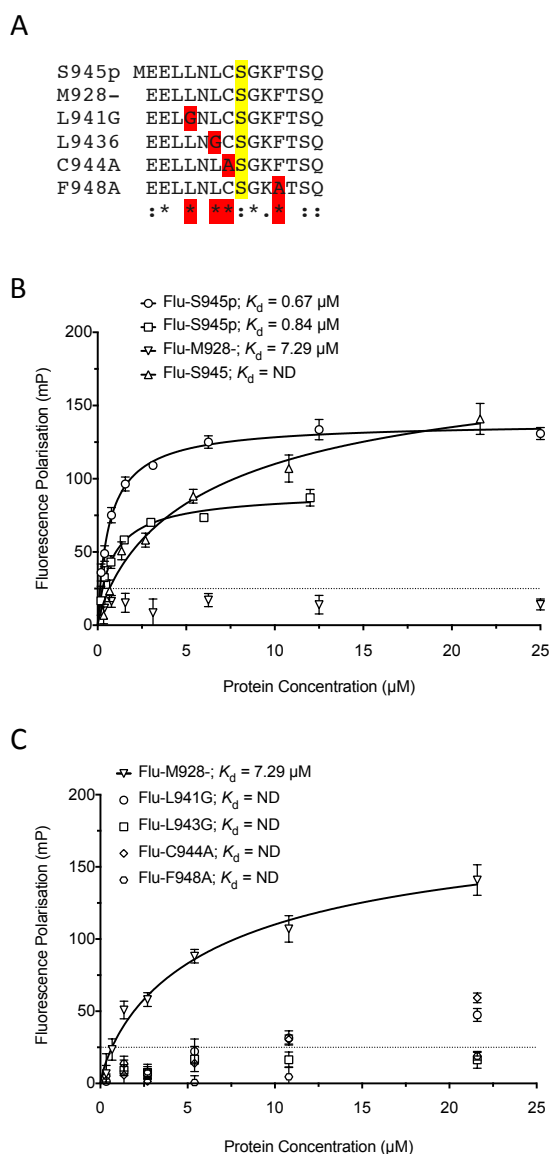 A
S945p MEELLNLCSGKFTSQ
M928- EELLNLCSGKFTSQ
L941G EELGNLCSGKFTSQ
L9436 EELLNGCSGKFTSQ
C944A EELLNLASGKFTSQ
F948A EELLNLCSGKATSQ
:* * **:*.* ::
B
Flu-S945p; Kd = 0.67 µM
Flu-S945p; Kd = 0.84 µM
Flu-M928-; Kd = 7.29 µM
Flu-S945; Kd = ND
200
150
100
50
0
Fluorescence Polarisation (mP)
0 5 10 15 20 25
Protein Concentration (µM)
C
Flu-M928-; Kd = 7.29 µM
Flu-L941G; Kd = ND
Flu-L943G; Kd = ND
Flu-C944A; Kd = ND
Flu-F948A; Kd = ND
200
150
100
50
0
Fluorescence Polarisation (mP)
0 5 10 15 20 25
Protein Concentration (µM)